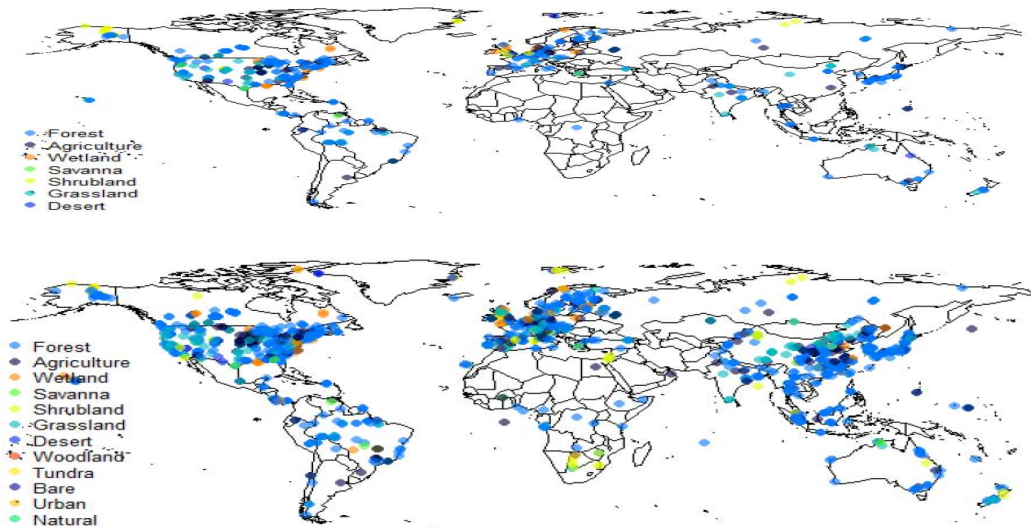 Forest
Agriculture
Wetland
Savanna
Shrubland
Grassland
Desert
Forest
Agriculture
Wetland
Savanna
Shrubland
Grassland
Desert
Woodland
Tundra
Bare
Urban
Natural